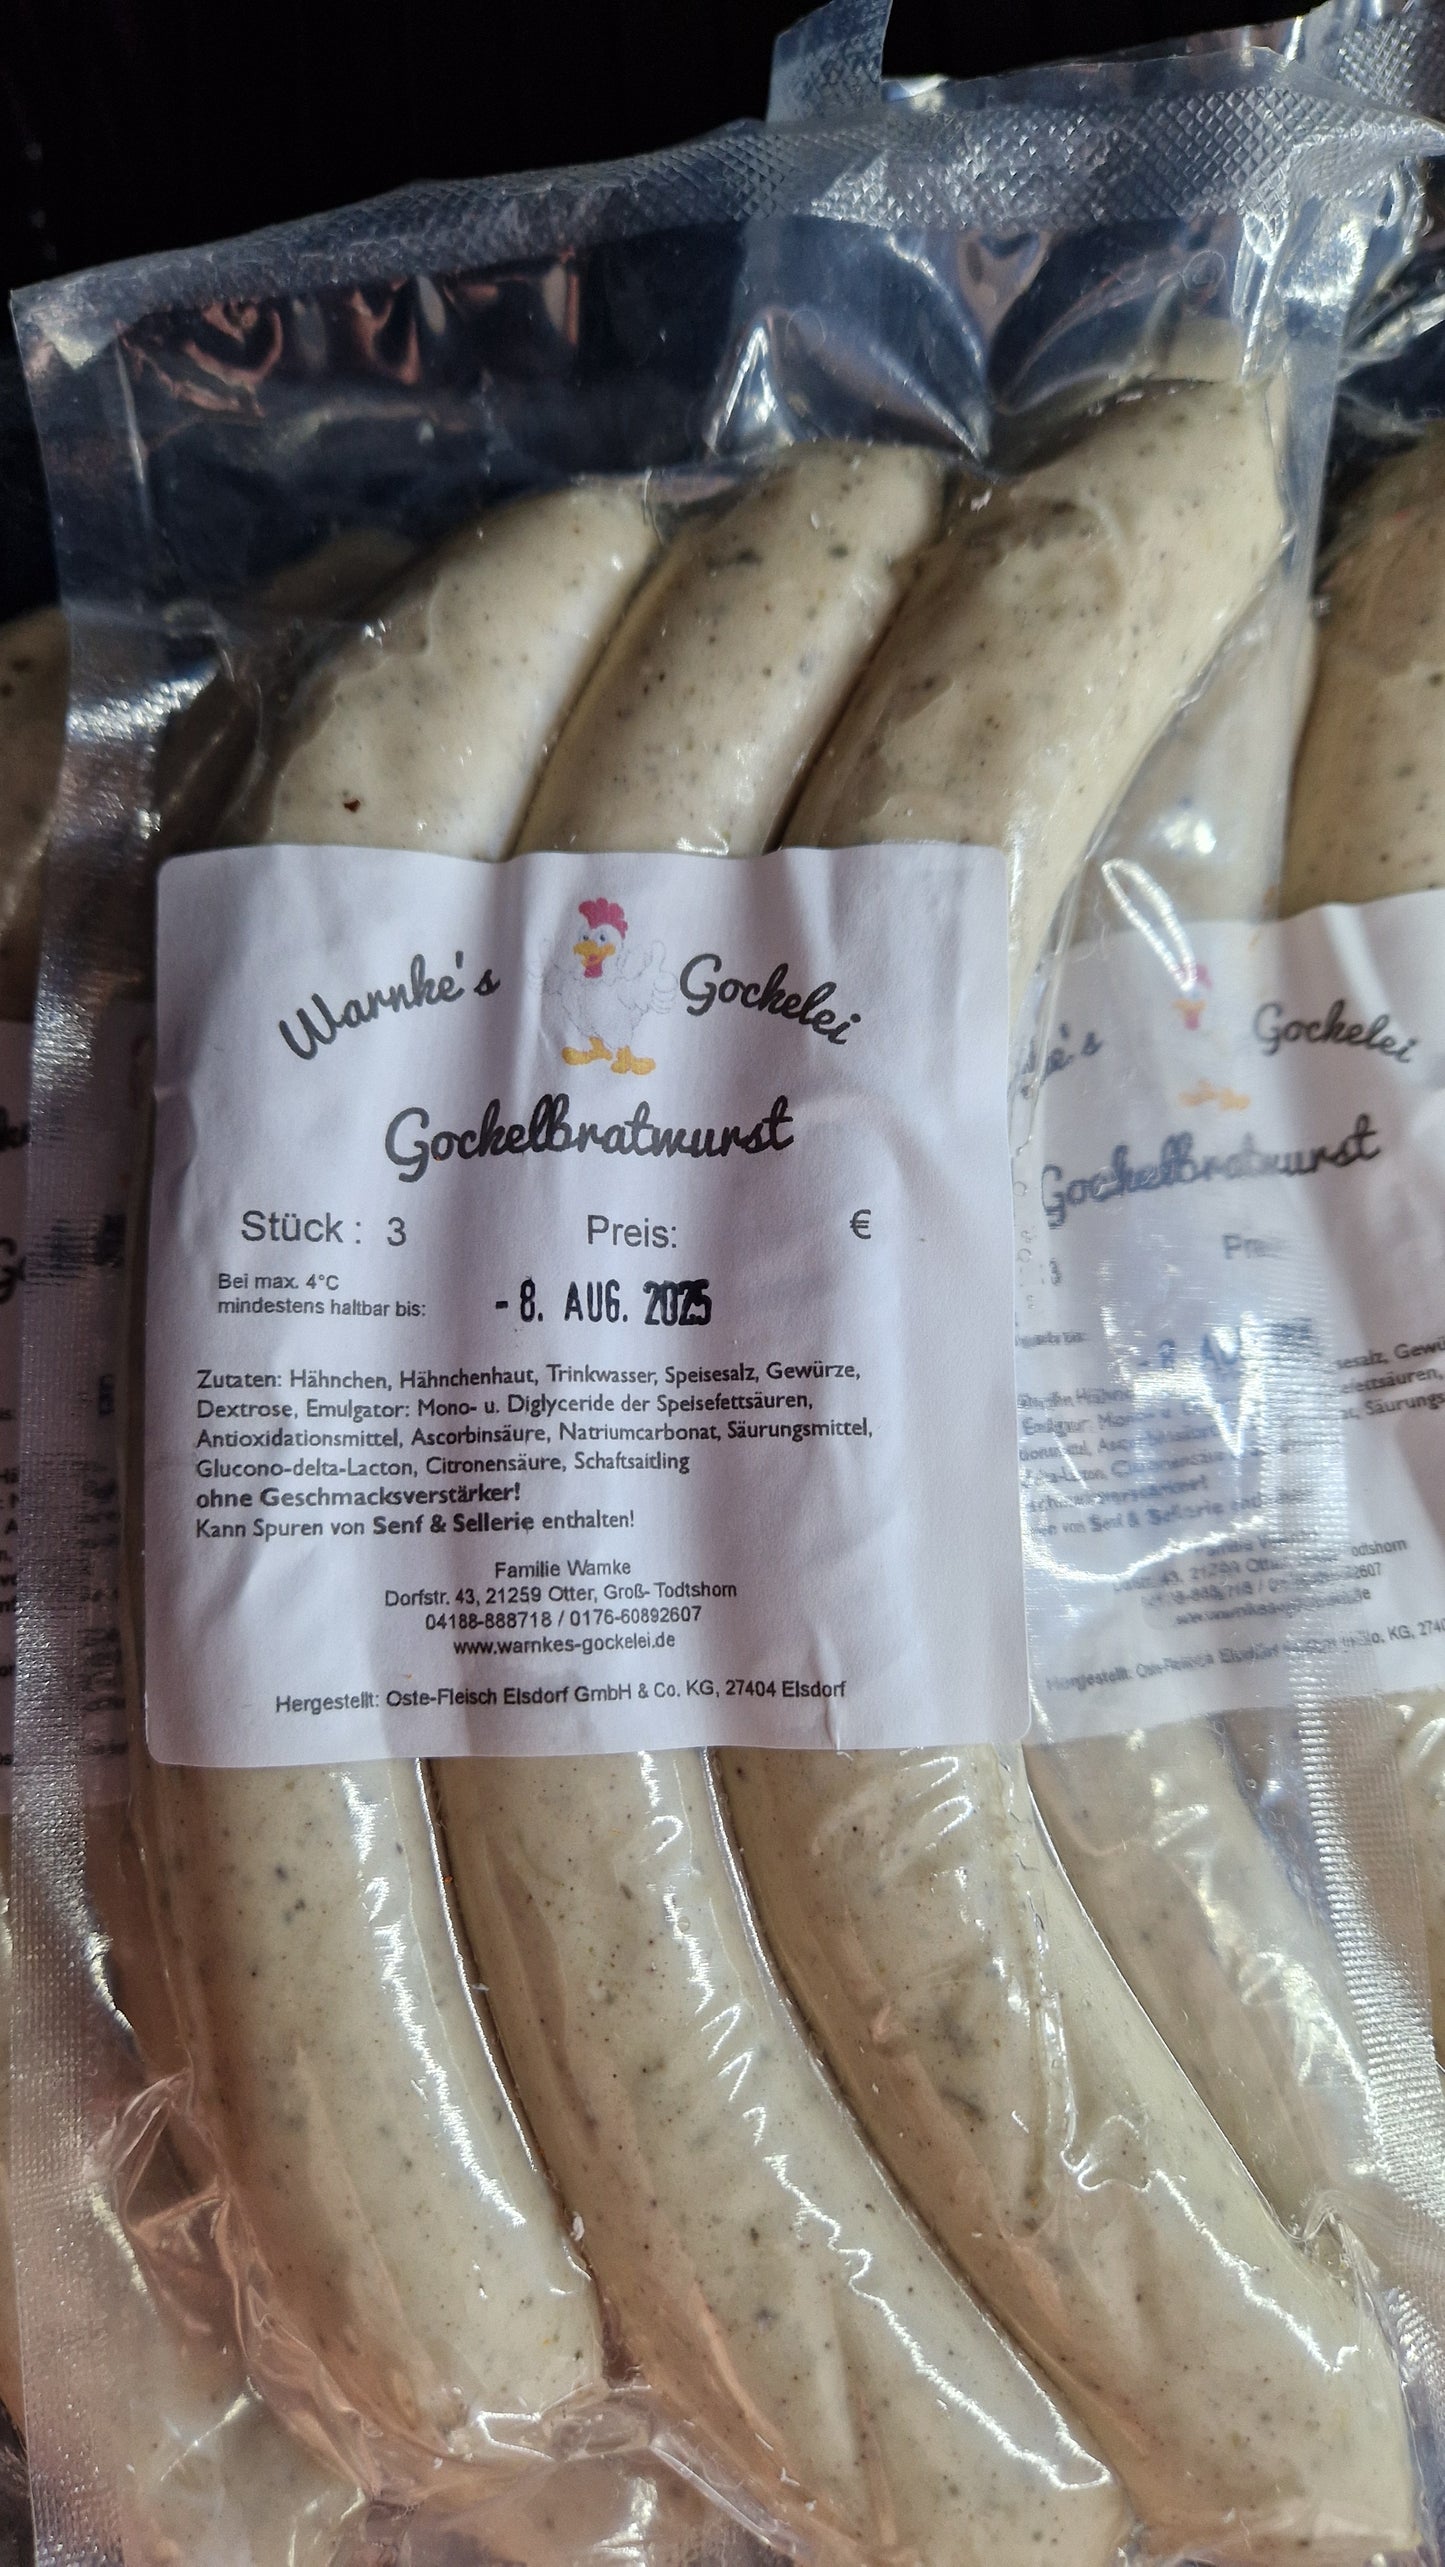 Warnke's Gockelei
Gockelbratwurst
Stück : 3 Preis: €
Bei max. 4°C
mindestens haltbar bis: - 8. AUG. 2025
Zutaten: Hähnchen, Hähnchenhaut, Trinkwasser, Speisesalz, Gewürze,
Dextrose, Emulgator: Mono- u. Diglyceride der Speisefettsäuren,
Antioxidationsmittel, Ascorbinsäure, Natriumcarbonat, Säurungsmittel,
Glucono-delta-Lacton, Citronensäure, Schaftsaitling
ohne Geschmacksverstärker!
Kann Spuren von Senf & Sellerie enthalten!
Familie Warnke
Dorfstr. 43, 21259 Otter, Groß- Todtshorn
04188-888718 / 0176-60892607
www.warnkes-gockelei.de
Hergestellt: Oste-Fleisch Elsdorf GmbH & Co. KG, 27404 Elsdorf
Gockelei
Gockelbratwurst